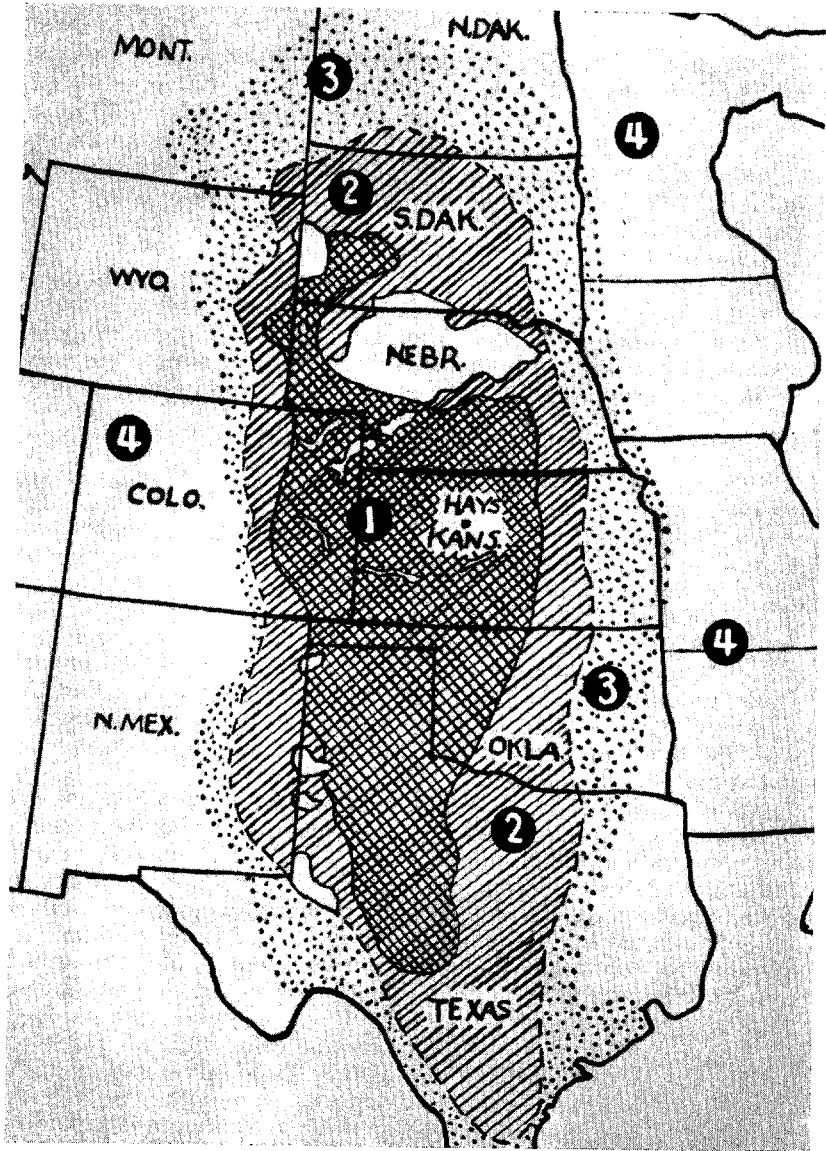 MONT.
N.DAK.
3
4
2
S.DAK.
WYO.
NEBR.
4
COLO.
1
HAYS
KANS.
4
3
N.MEX.
OKLA.
2
TEXAS